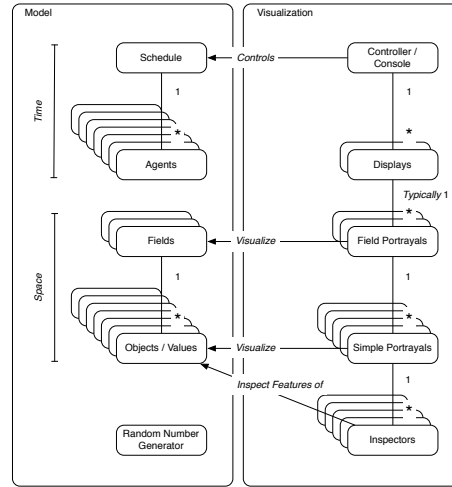 Model
Visualization
Schedule
Controls
Controller /
Console
1
1
Time
*
*
Agents
Displays
Typically 1
*
Fields
Visualize
Field Portrayals
1
1
Space
*
*
Objects / Values
Visualize
Simple Portrayals
Inspect Features of
1
*
Random Number
Generator
Inspectors